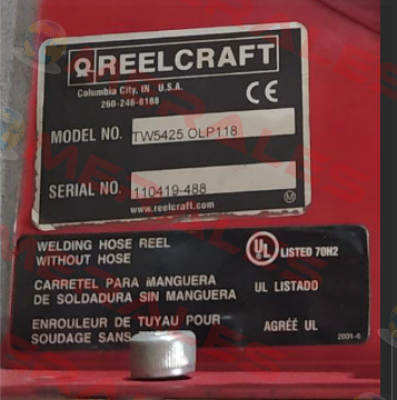 REELCRAFT
Columbia City, IN U.S.A.
260-248-8188
CE
MODEL NO. TW5425 OLP118
SERIAL NO. 110419-488
www.reelcraft.com
M
WELDING HOSE REEL
WITHOUT HOSE
UL LISTED 70H2
CARRETEL PARA MANGUERA
DE SOLDADURA SIN MANGUERA
UL LISTADO
ENROULEUR DE TUYAU POUR
SOUDAGE SANS
AGRÉÉ UL
2001-6